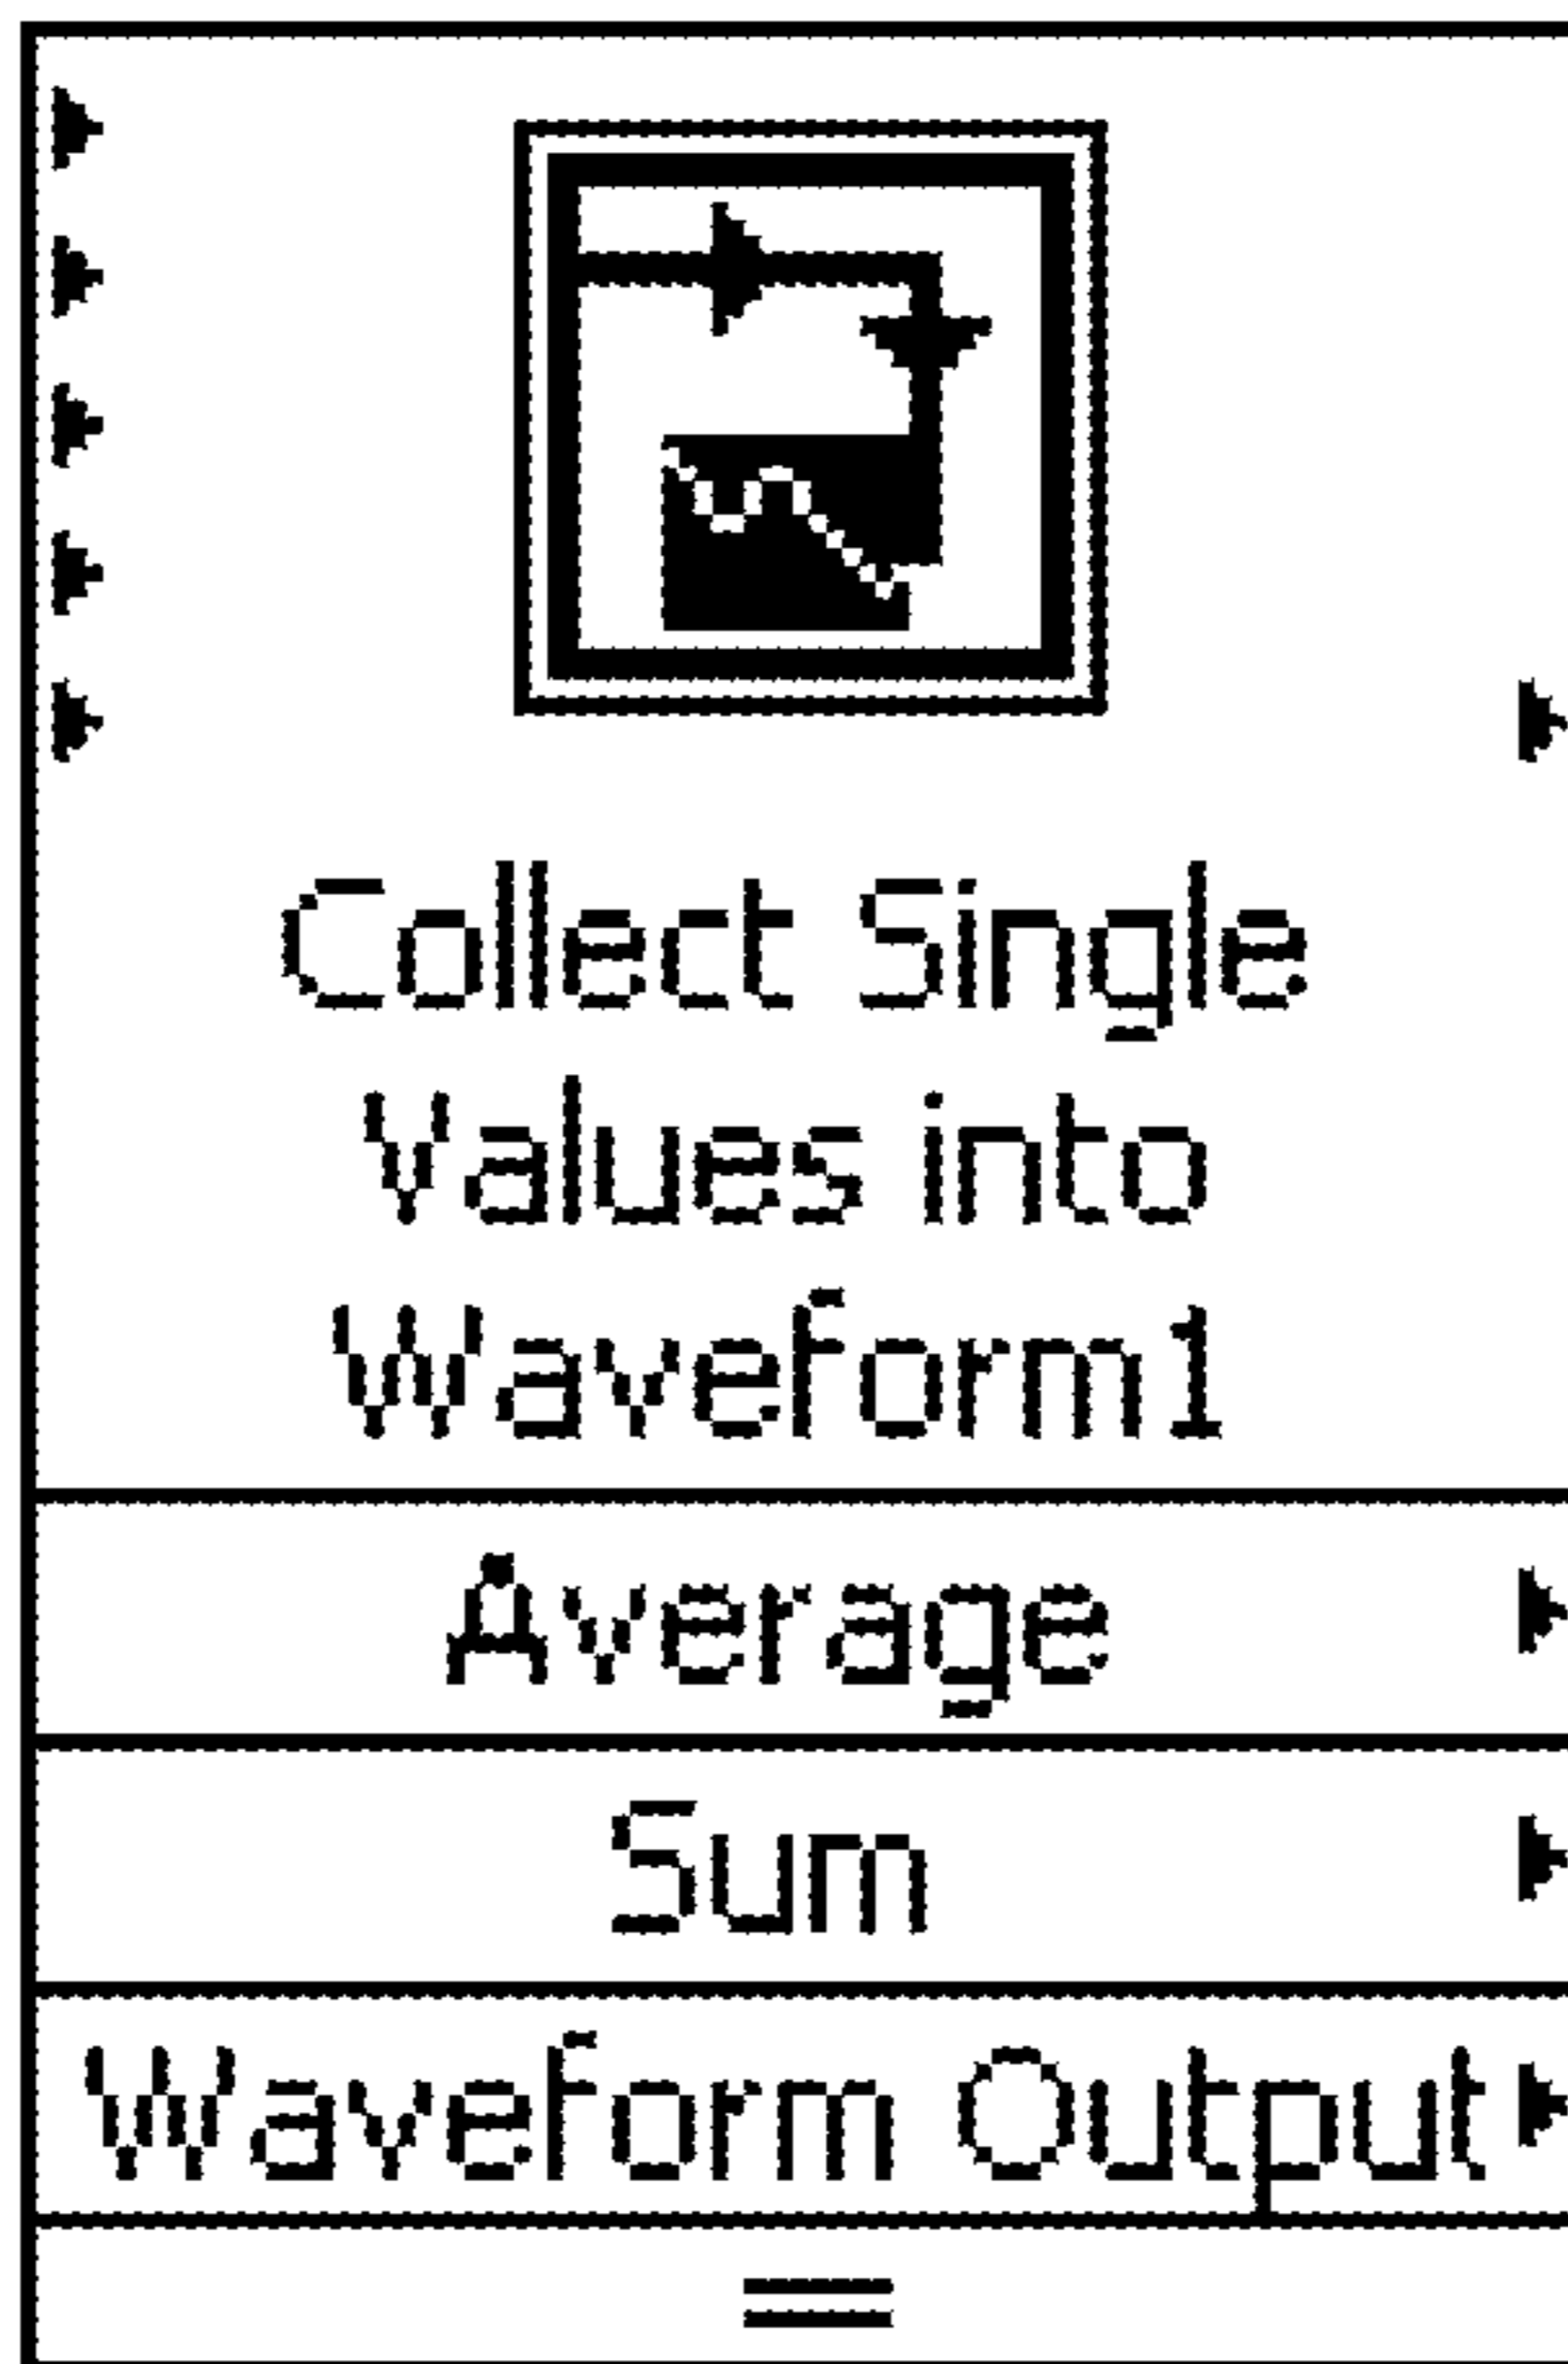 Collect Single
Values into
Waveform1
Average
Sum
Waveform Output
=